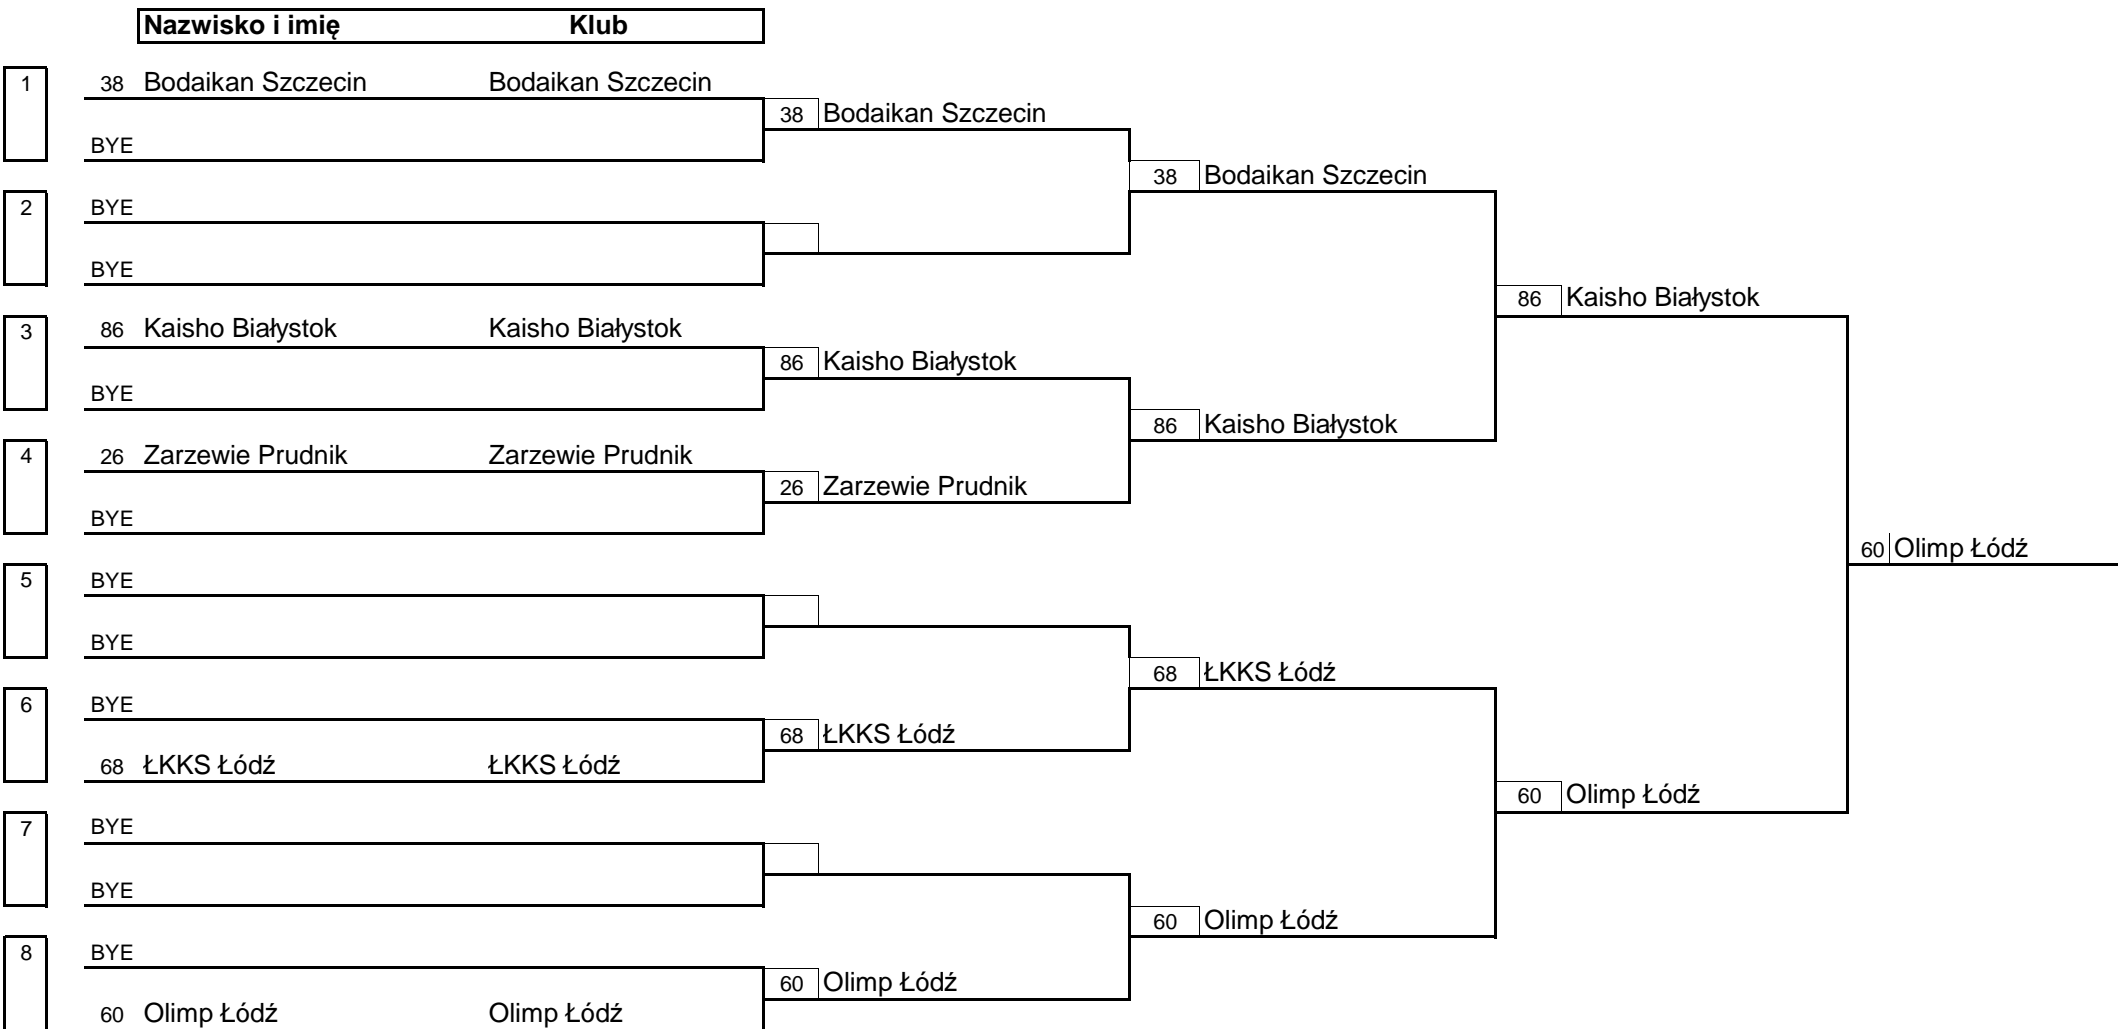 Nazwisko i imię Klub
1 38 Bodaikan Szczecin Bodaikan Szczecin
38 Bodaikan Szczecin
BYE
38 Bodaikan Szczecin
2 BYE
BYE
86 Kaisho Białystok
3 86 Kaisho Białystok Kaisho Białystok
86 Kaisho Białystok
BYE
86 Kaisho Białystok
4 26 Zarzewie Prudnik Zarzewie Prudnik
26 Zarzewie Prudnik
BYE
60 Olimp Łódź
5 BYE
BYE
68 ŁKKS Łódź
6 BYE
68 ŁKKS Łódź
68 ŁKKS Łódź ŁKKS Łódź
60 Olimp Łódź
7 BYE
BYE
60 Olimp Łódź
8 BYE
60 Olimp Łódź
60 Olimp Łódź Olimp Łódź